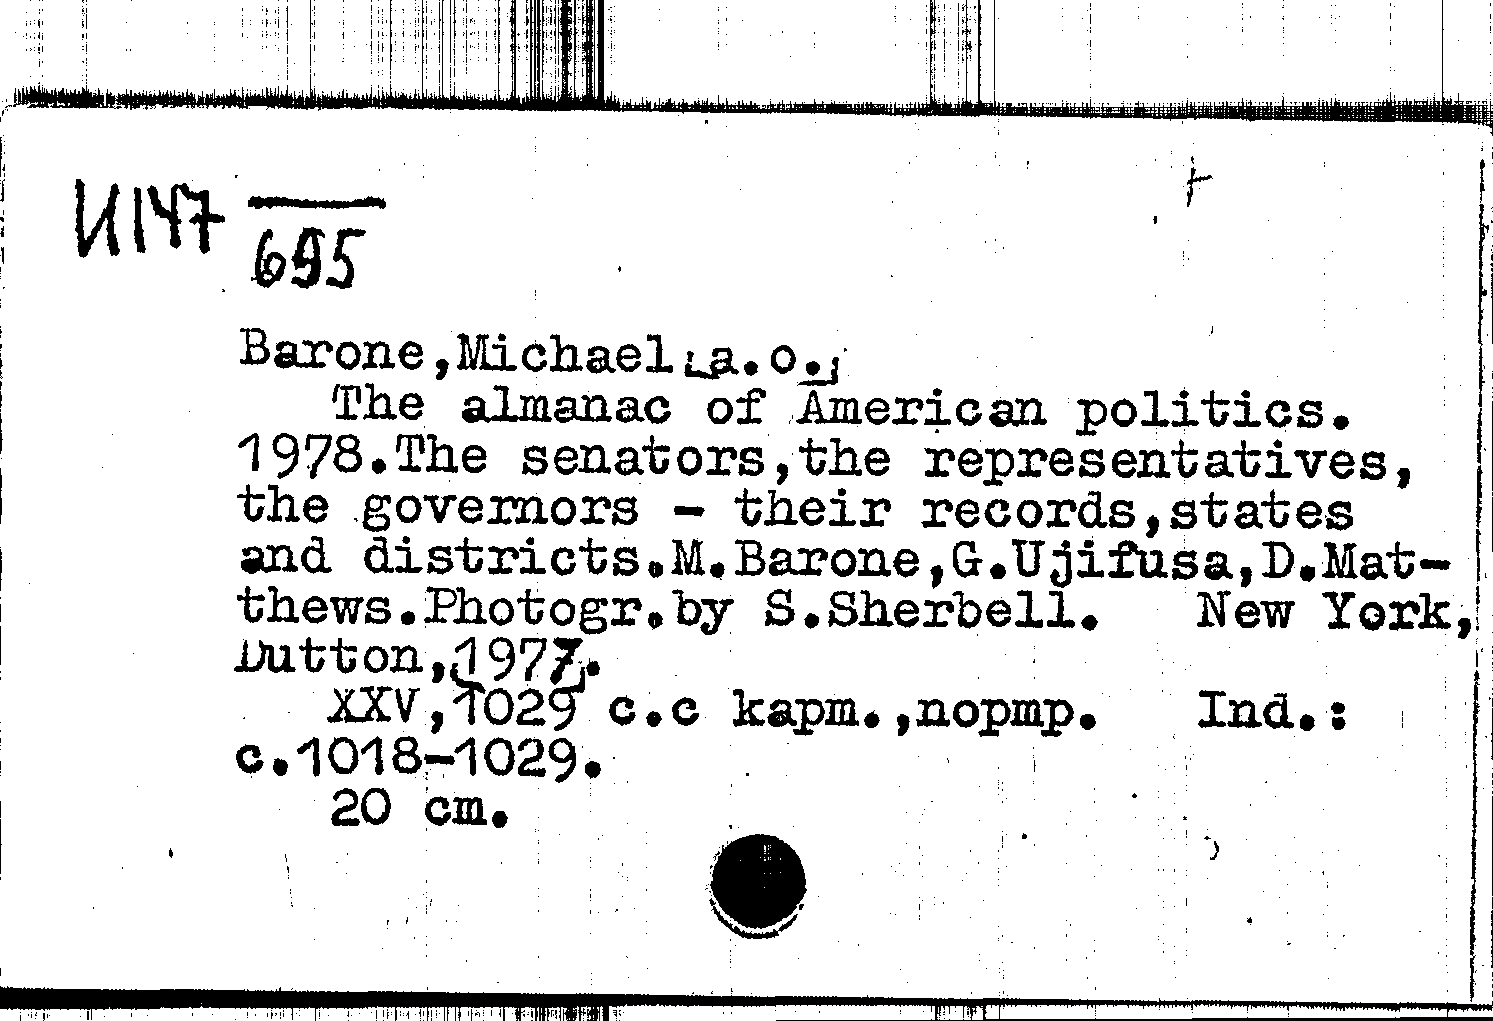 И147 695
Barone,Michael [a.o.]
The almanac of American politics.
1978.The senators,the representatives,
the governors - their records,states
and districts.M.Barone,G.Ujifusa,D.Mat-
thews.Photogr.by S.Sherbell. New York,
Dutton,[1977].
XXV,1029 с.с карт.,портр. Ind.:
с.1018-1029.
20 cm.